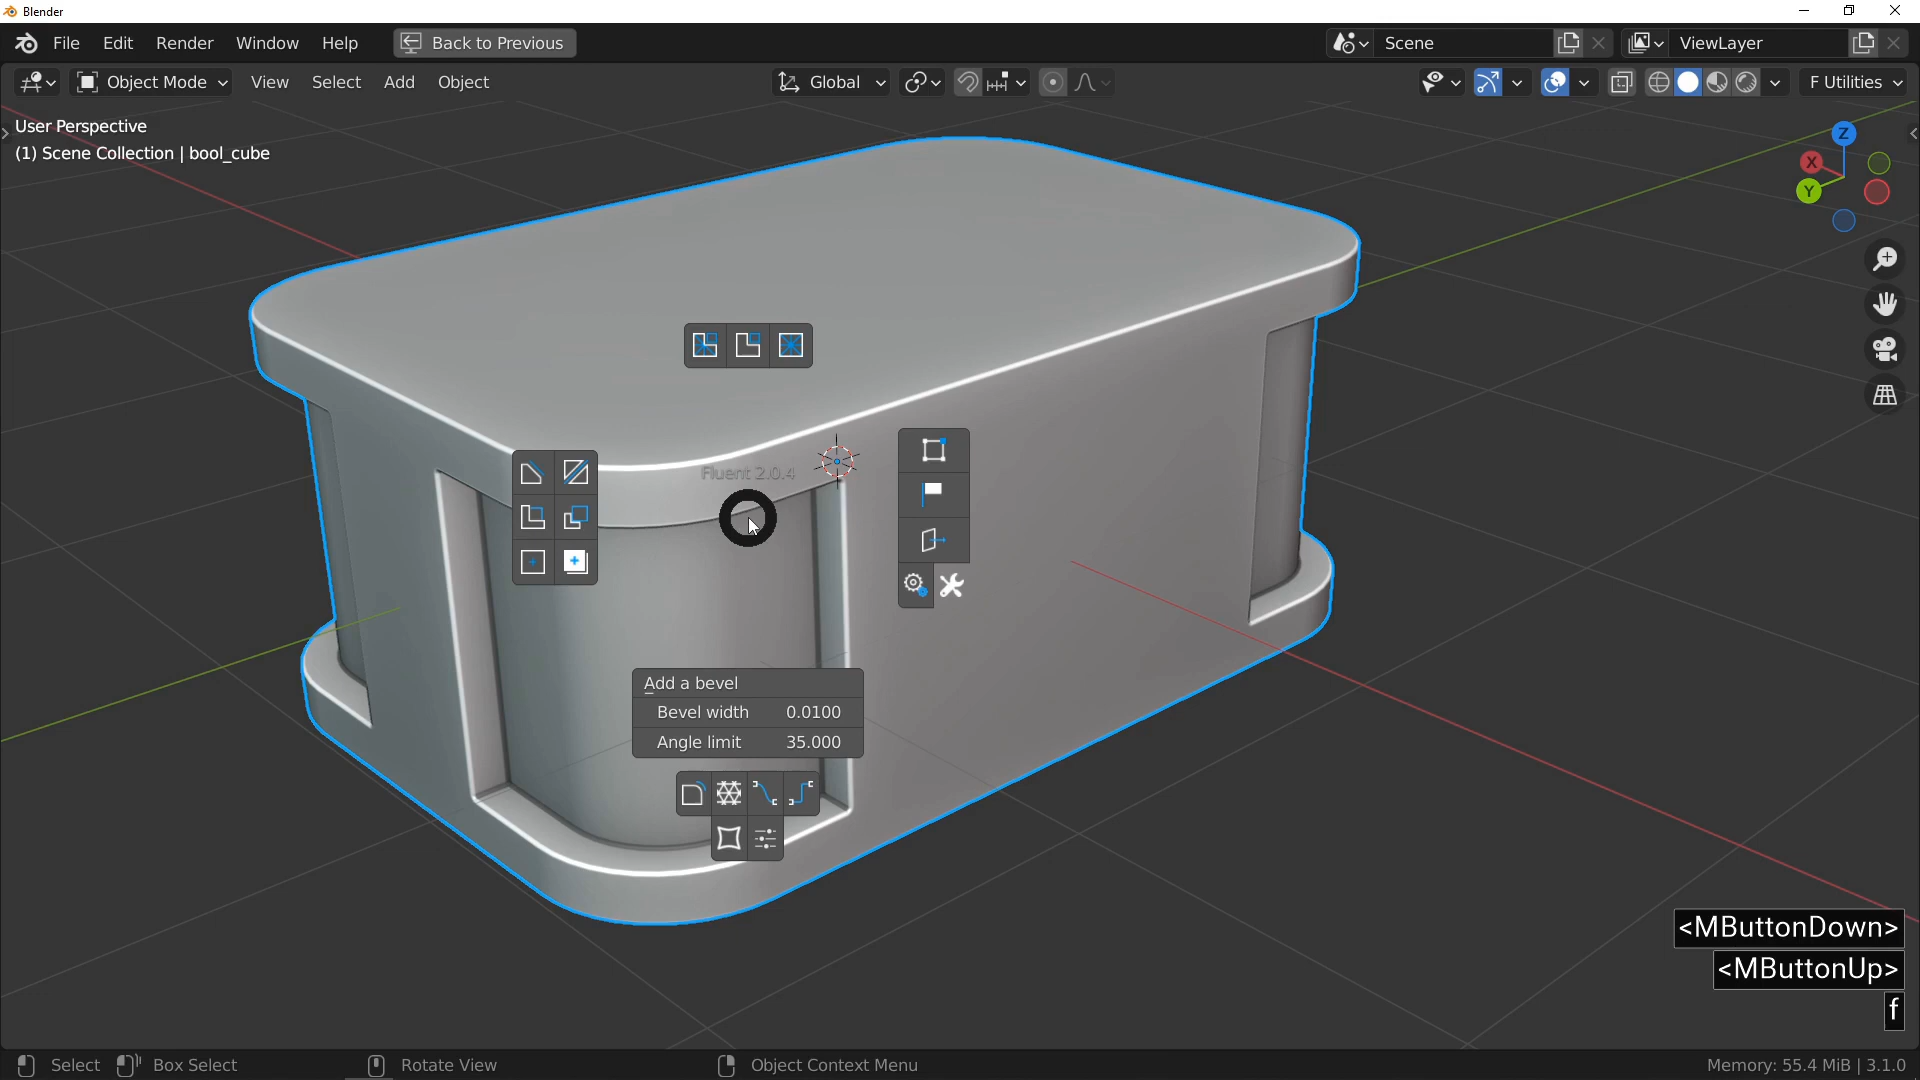 Blender
File Edit Render Window Help Back to Previous Scene ViewLayer
Object Mode View Select Add Object Global F Utilities
User Perspective
(1) Scene Collection | bool_cube
Z
X
Y
Fluent 2.0.4
Add a bevel
Bevel width 0.0100
Angle limit 35.000
<MButtonDown>
<MButtonUp>
f
Select Box Select Rotate View Object Context Menu Memory: 55.4 MiB | 3.1.0